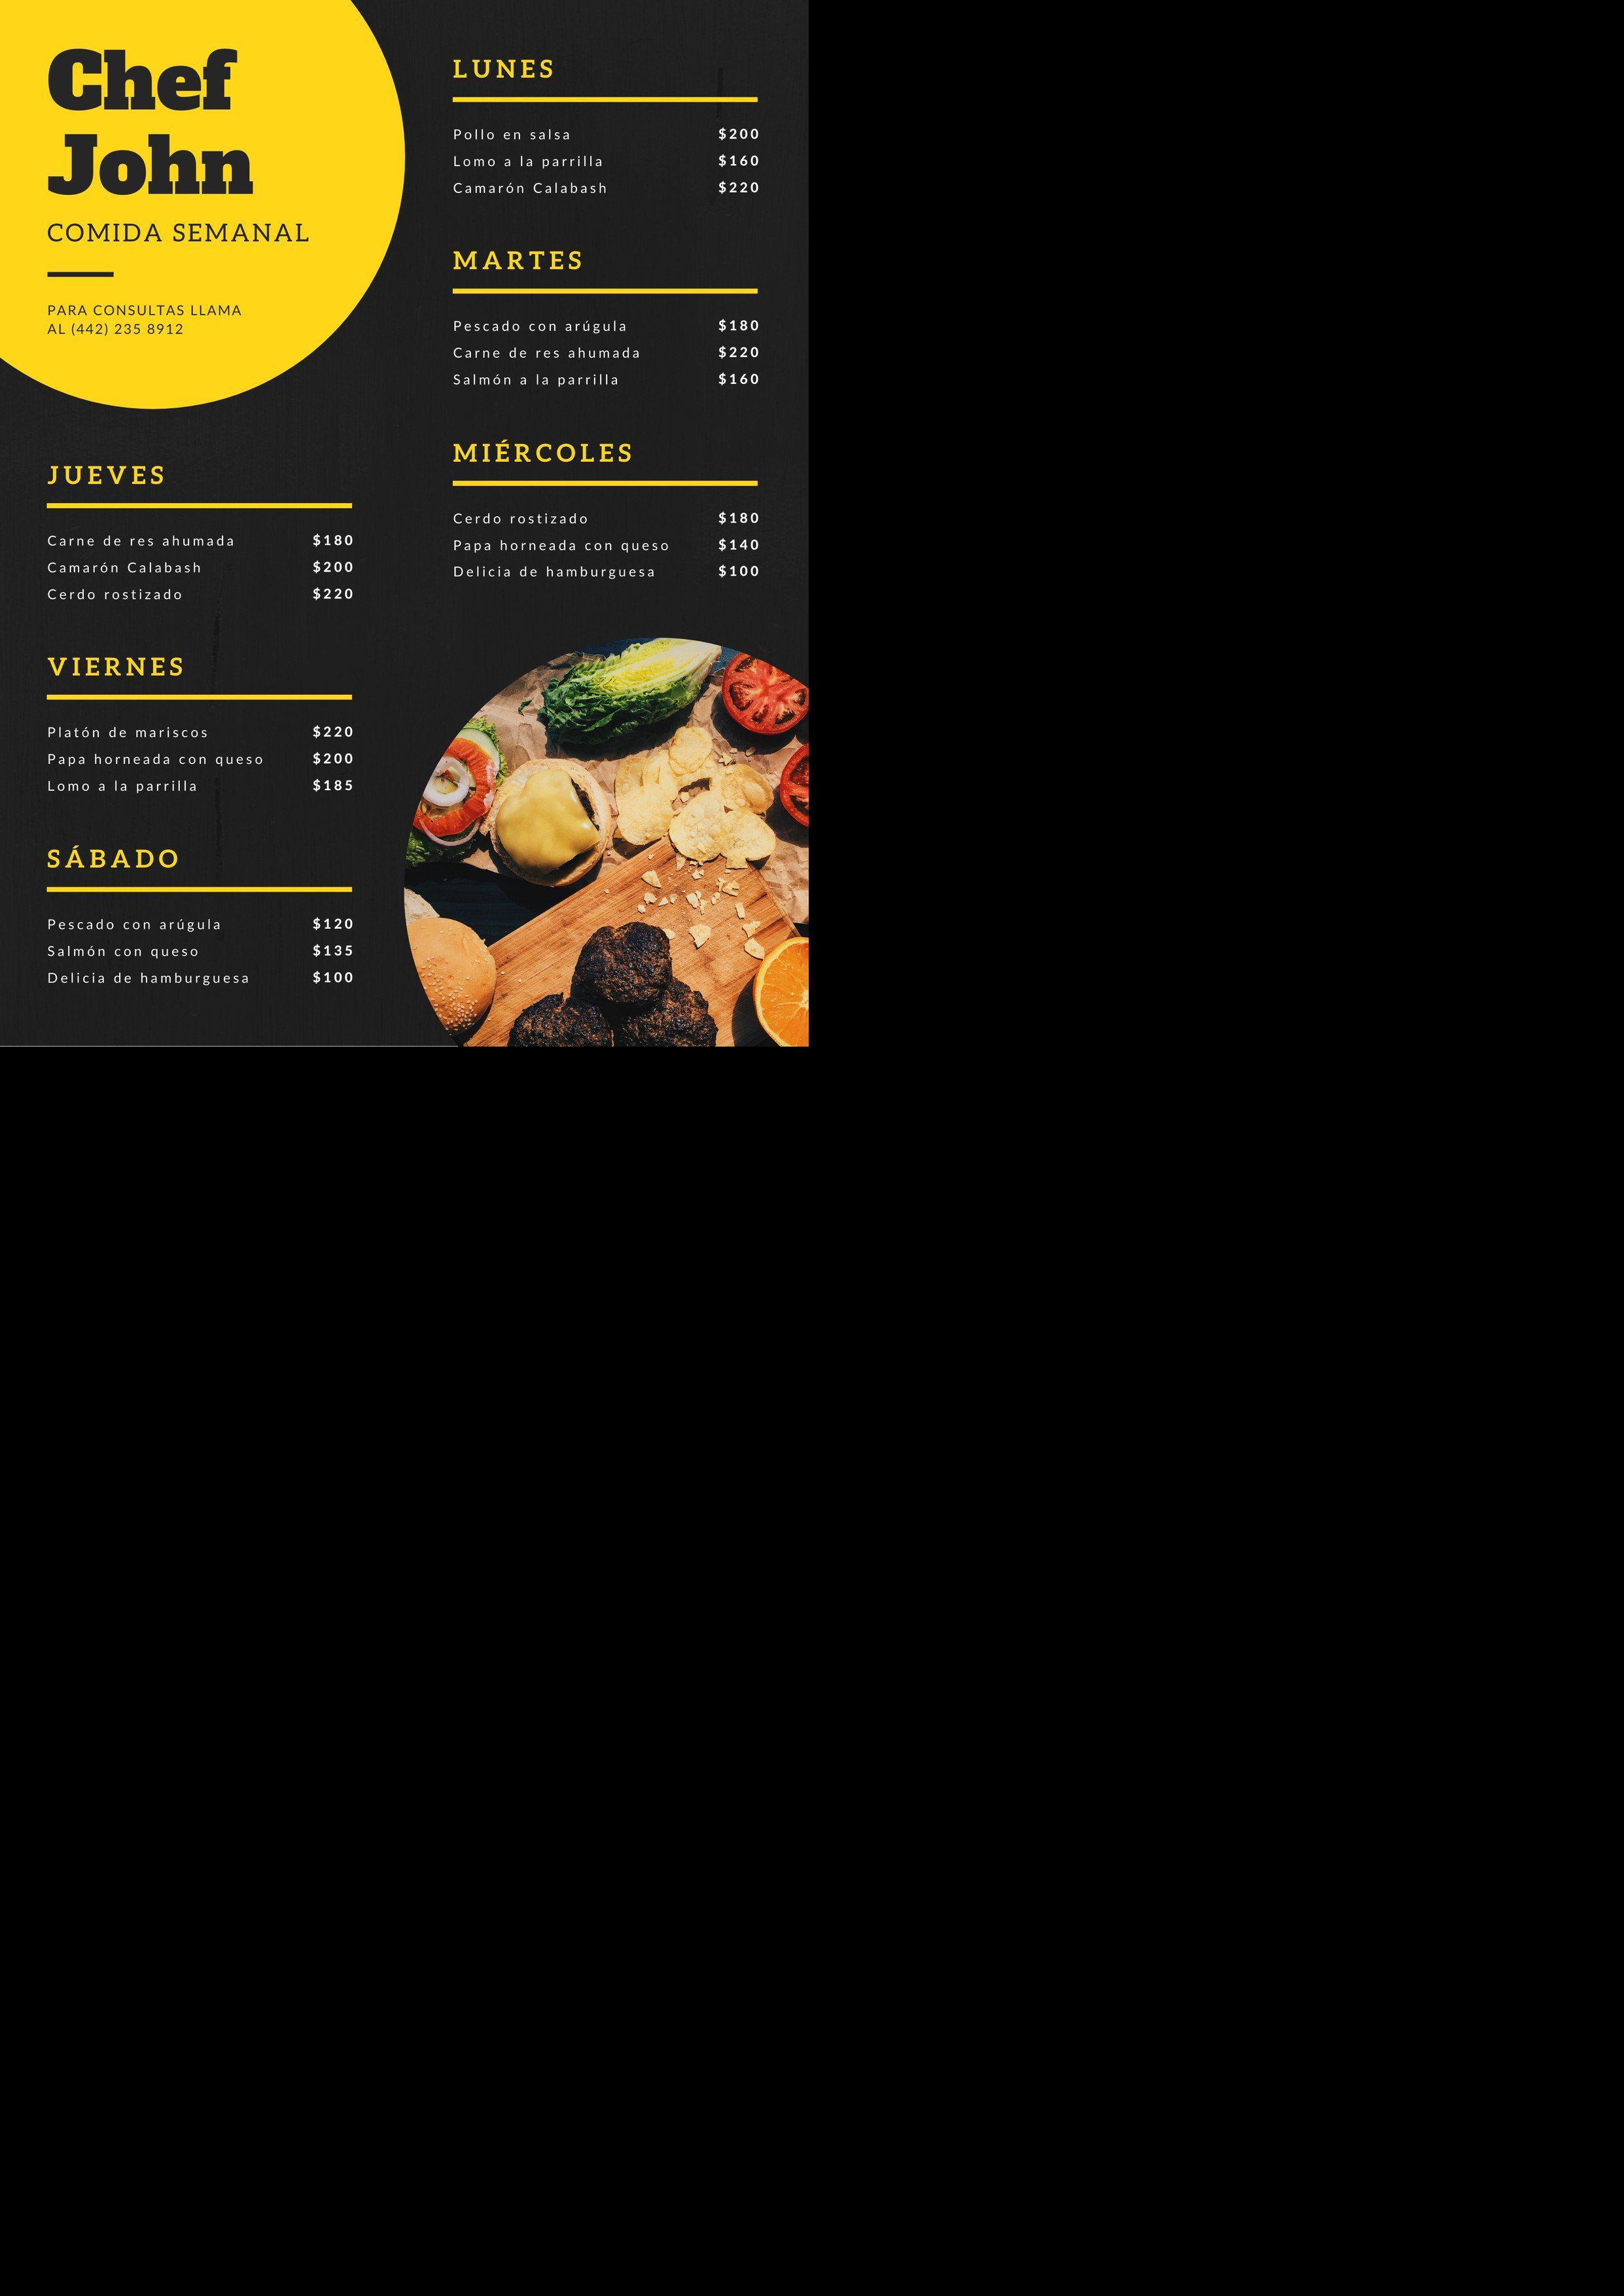 Chef
John
COMIDA SEMANAL
PARA CONSULTAS LLAMA
AL (442) 235 8912
LUNES
Pollo en salsa $200
Lomo a la parrilla $160
Camarón Calabash $220
MARTES
Pescado con arúgula $180
Carne de res ahumada $220
Salmón a la parrilla $160
MIÉRCOLES
Cerdo rostizado $180
Papa horneada con queso $140
Delicia de hamburguesa $100
JUEVES
Carne de res ahumada $180
Camarón Calabash $200
Cerdo rostizado $220
VIERNES
Platón de mariscos $220
Papa horneada con queso $200
Lomo a la parrilla $185
SÁBADO
Pescado con arúgula $120
Salmón con queso $135
Delicia de hamburguesa $100